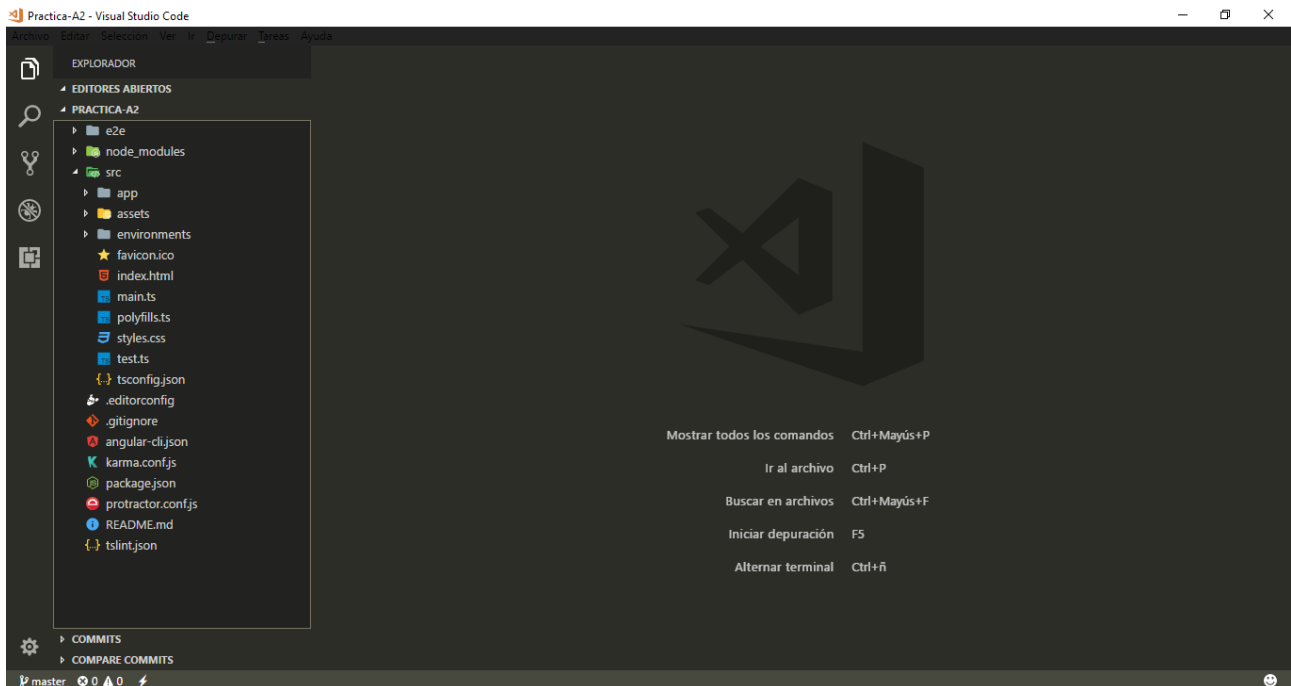 Practica-A2 - Visual Studio Code
Archivo Editar Selección Ver Ir Depurar Tareas Ayuda
EXPLORADOR
EDITORES ABIERTOS
PRACTICA-A2
e2e
node_modules
src
app
assets
environments
favicon.ico
index.html
main.ts
polyfills.ts
styles.css
test.ts
{..} tsconfig.json
.editorconfig
.gitignore
angular-cli.json
karma.conf.js
package.json
protractor.conf.js
README.md
{..} tslint.json
COMMITS
COMPARE COMMITS
Mostrar todos los comandos Ctrl+Mayús+P
Ir al archivo Ctrl+P
Buscar en archivos Ctrl+Mayús+F
Iniciar depuración F5
Alternar terminal Ctrl+ñ
master 0 0